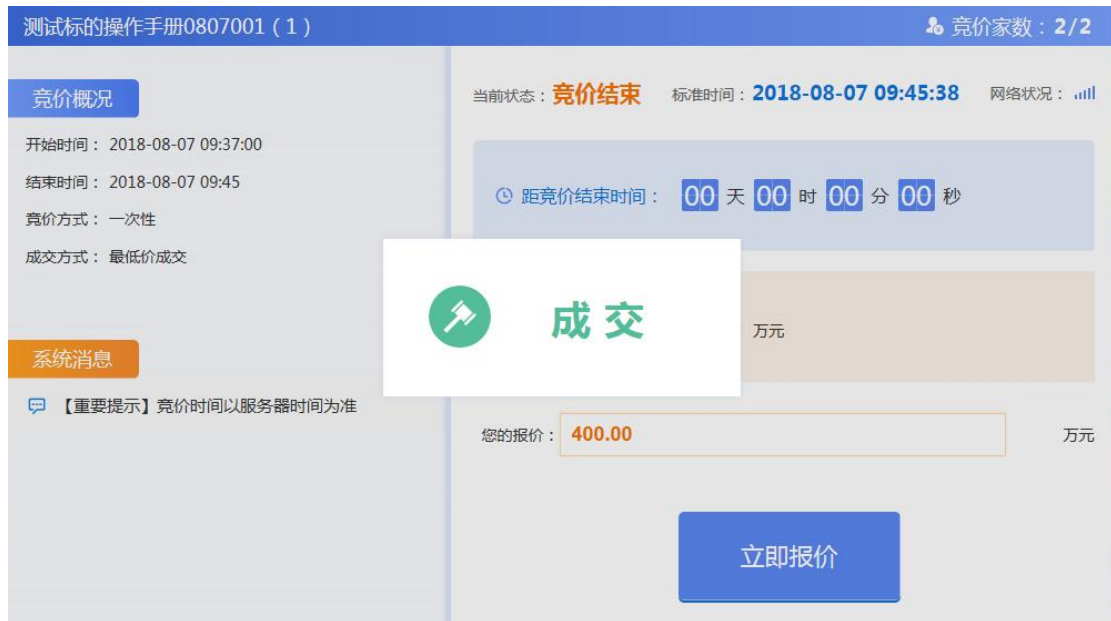 测试标的操作手册0807001（1）
竞价家数：2/2
竞价概况
开始时间： 2018-08-07 09:37:00
结束时间： 2018-08-07 09:45
竞价方式： 一次性
成交方式： 最低价成交
系统消息
【重要提示】竞价时间以服务器时间为准
当前状态：竞价结束 标准时间：2018-08-07 09:45:38 网络状况：
距竞价结束时间： 00 天 00 时 00 分 00 秒
成交
万元
您的报价： 400.00 万元
立即报价